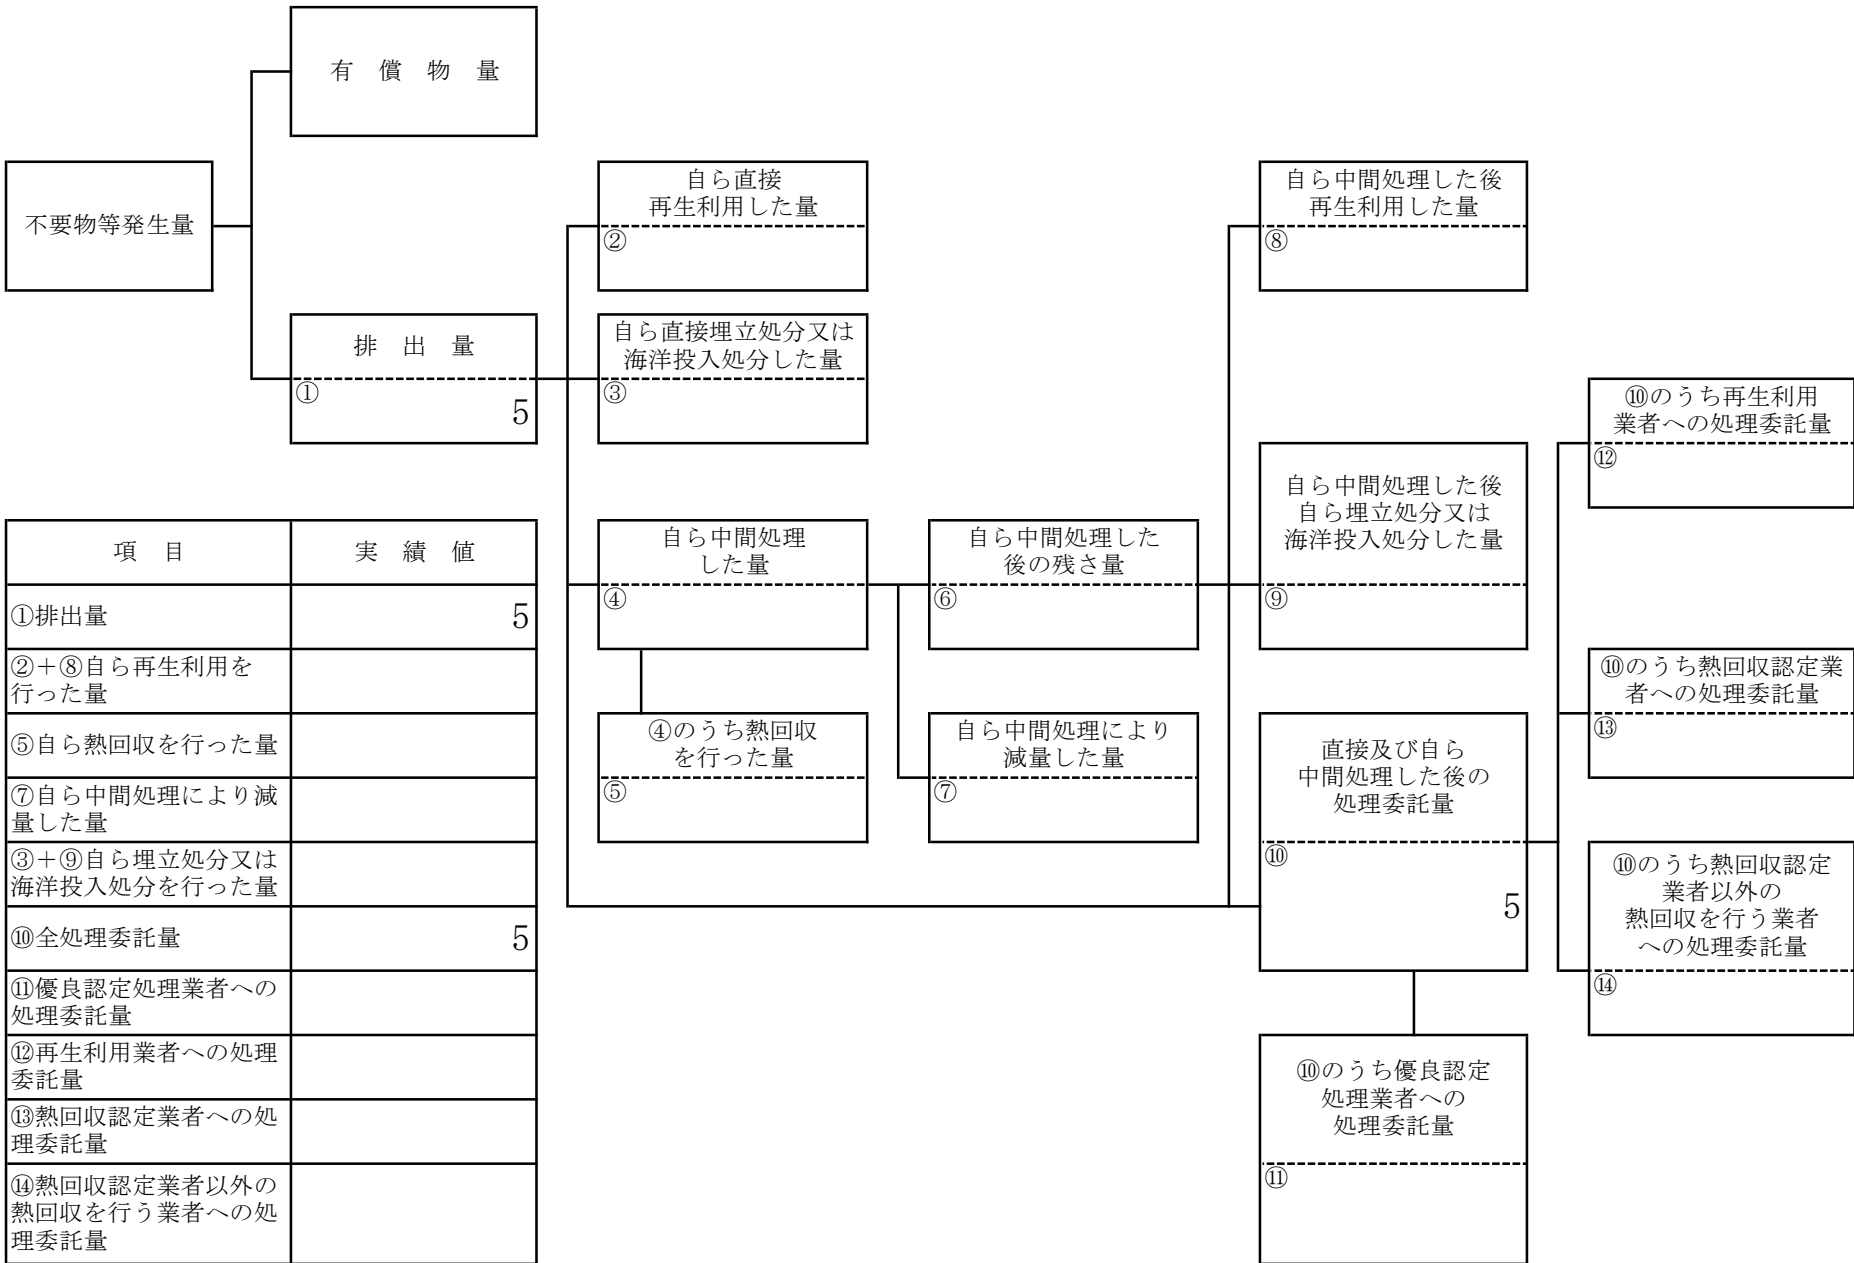 有　償　物　量
不要物等発生量
排　出　量
①
5
自ら直接
再生利用した量
②
自ら直接埋立処分又は
海洋投入処分した量
③
自ら中間処理
した量
④
④のうち熱回収
を行った量
⑤
自ら中間処理した
後の残さ量
⑥
自ら中間処理により
減量した量
⑦
自ら中間処理した後
再生利用した量
⑧
自ら中間処理した後
自ら埋立処分又は
海洋投入処分した量
⑨
直接及び自ら
中間処理した後の
処理委託量
⑩
5
⑩のうち優良認定
処理業者への
処理委託量
⑪
⑩のうち再生利用
業者への処理委託量
⑫
⑩のうち熱回収認定業
者への処理委託量
⑬
⑩のうち熱回収認定
業者以外の
熱回収を行う業者
への処理委託量
⑭
項　目　実　績　値
①排出量　5
②＋⑧自ら再生利用を
行った量
⑤自ら熱回収を行った量
⑦自ら中間処理により減
量した量
③＋⑨自ら埋立処分又は
海洋投入処分を行った量
⑩全処理委託量　5
⑪優良認定処理業者への
処理委託量
⑫再生利用業者への処理
委託量
⑬熱回収認定業者への処
理委託量
⑭熱回収認定業者以外の
熱回収を行う業者への処
理委託量